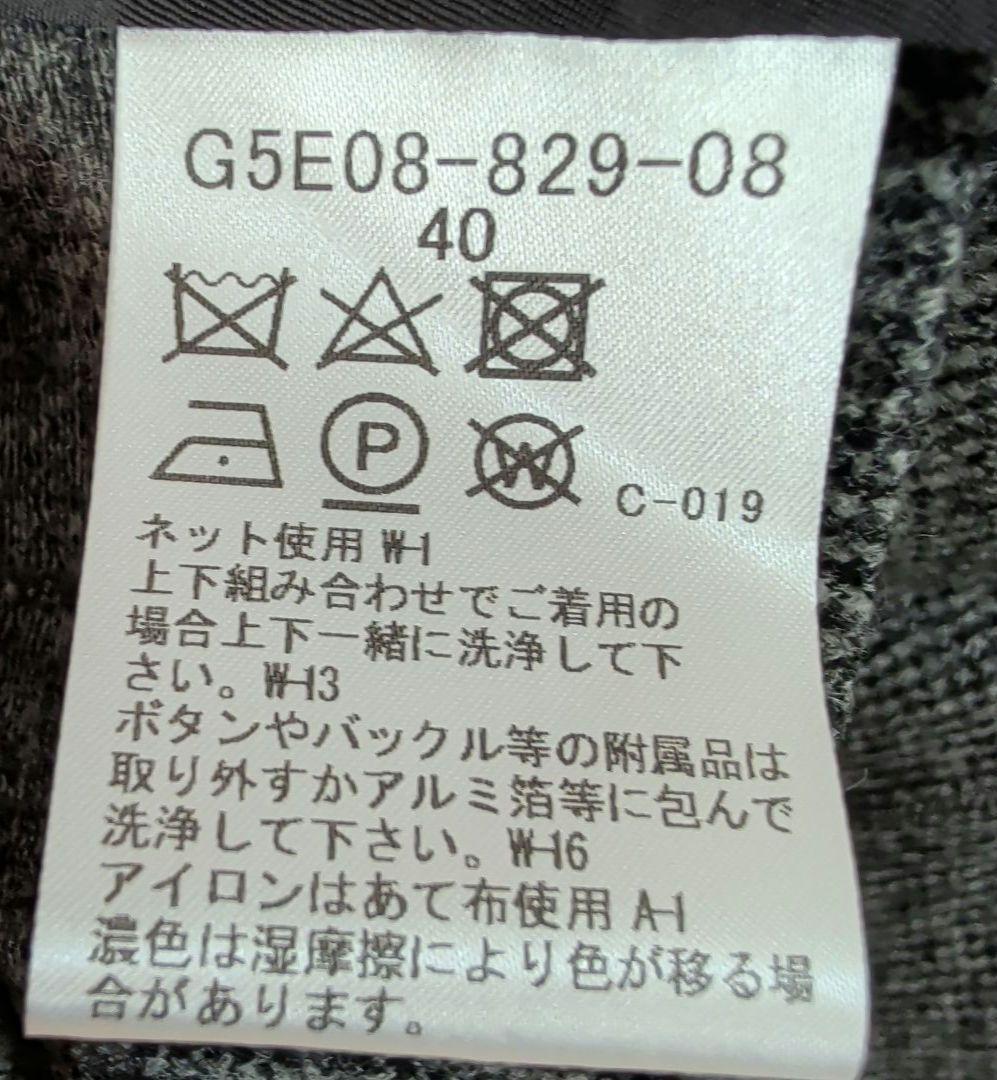 G5E08-829-08
40
P
W
C-019
ネット使用 W-1
上下組み合わせでご着用の
場合上下一緒に洗浄して下
さい。W-13
ボタンやバックル等の附属品は
取り外すかアルミ箔等に包んで
洗浄して下さい。W-16
アイロンはあて布使用 A-1
濃色は湿摩擦により色が移る場
合があります。